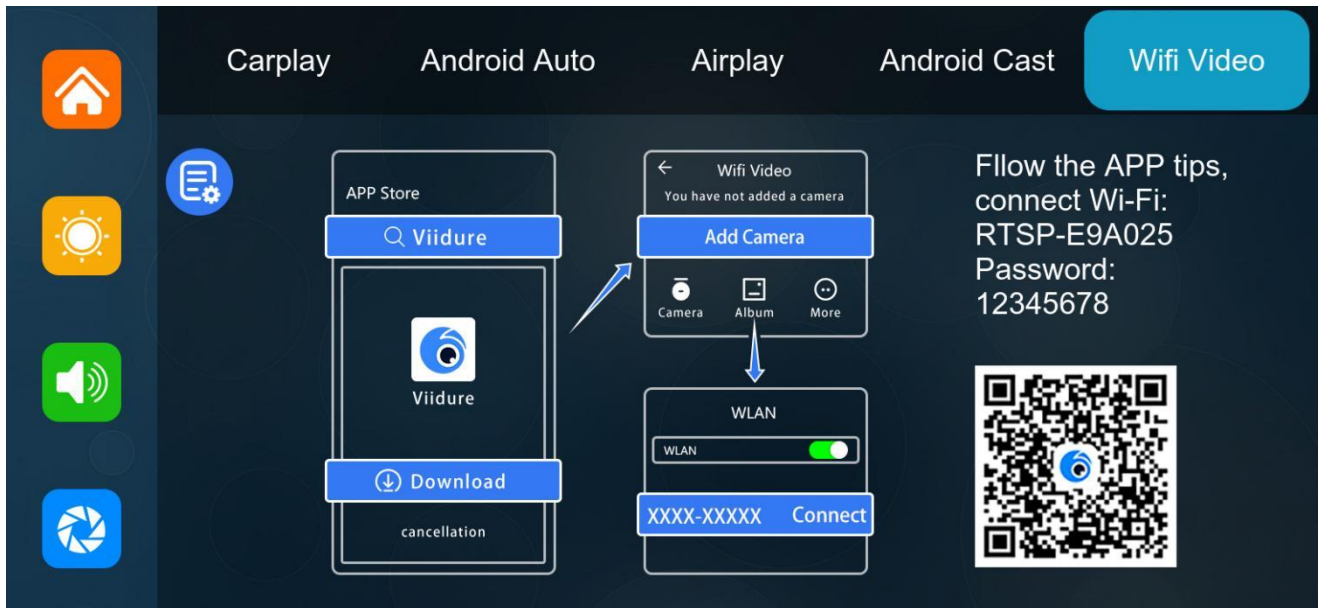 Carplay
Android Auto
Airplay
Android Cast
Wifi Video
APP Store
Viidure
Viidure
Download
cancellation
Wifi Video
You have not added a camera
Add Camera
Camera
Album
More
WLAN
WLAN
XXXX-XXXXX Connect
Fllow the APP tips,
connect Wi-Fi:
RTSP-E9A025
Password:
12345678